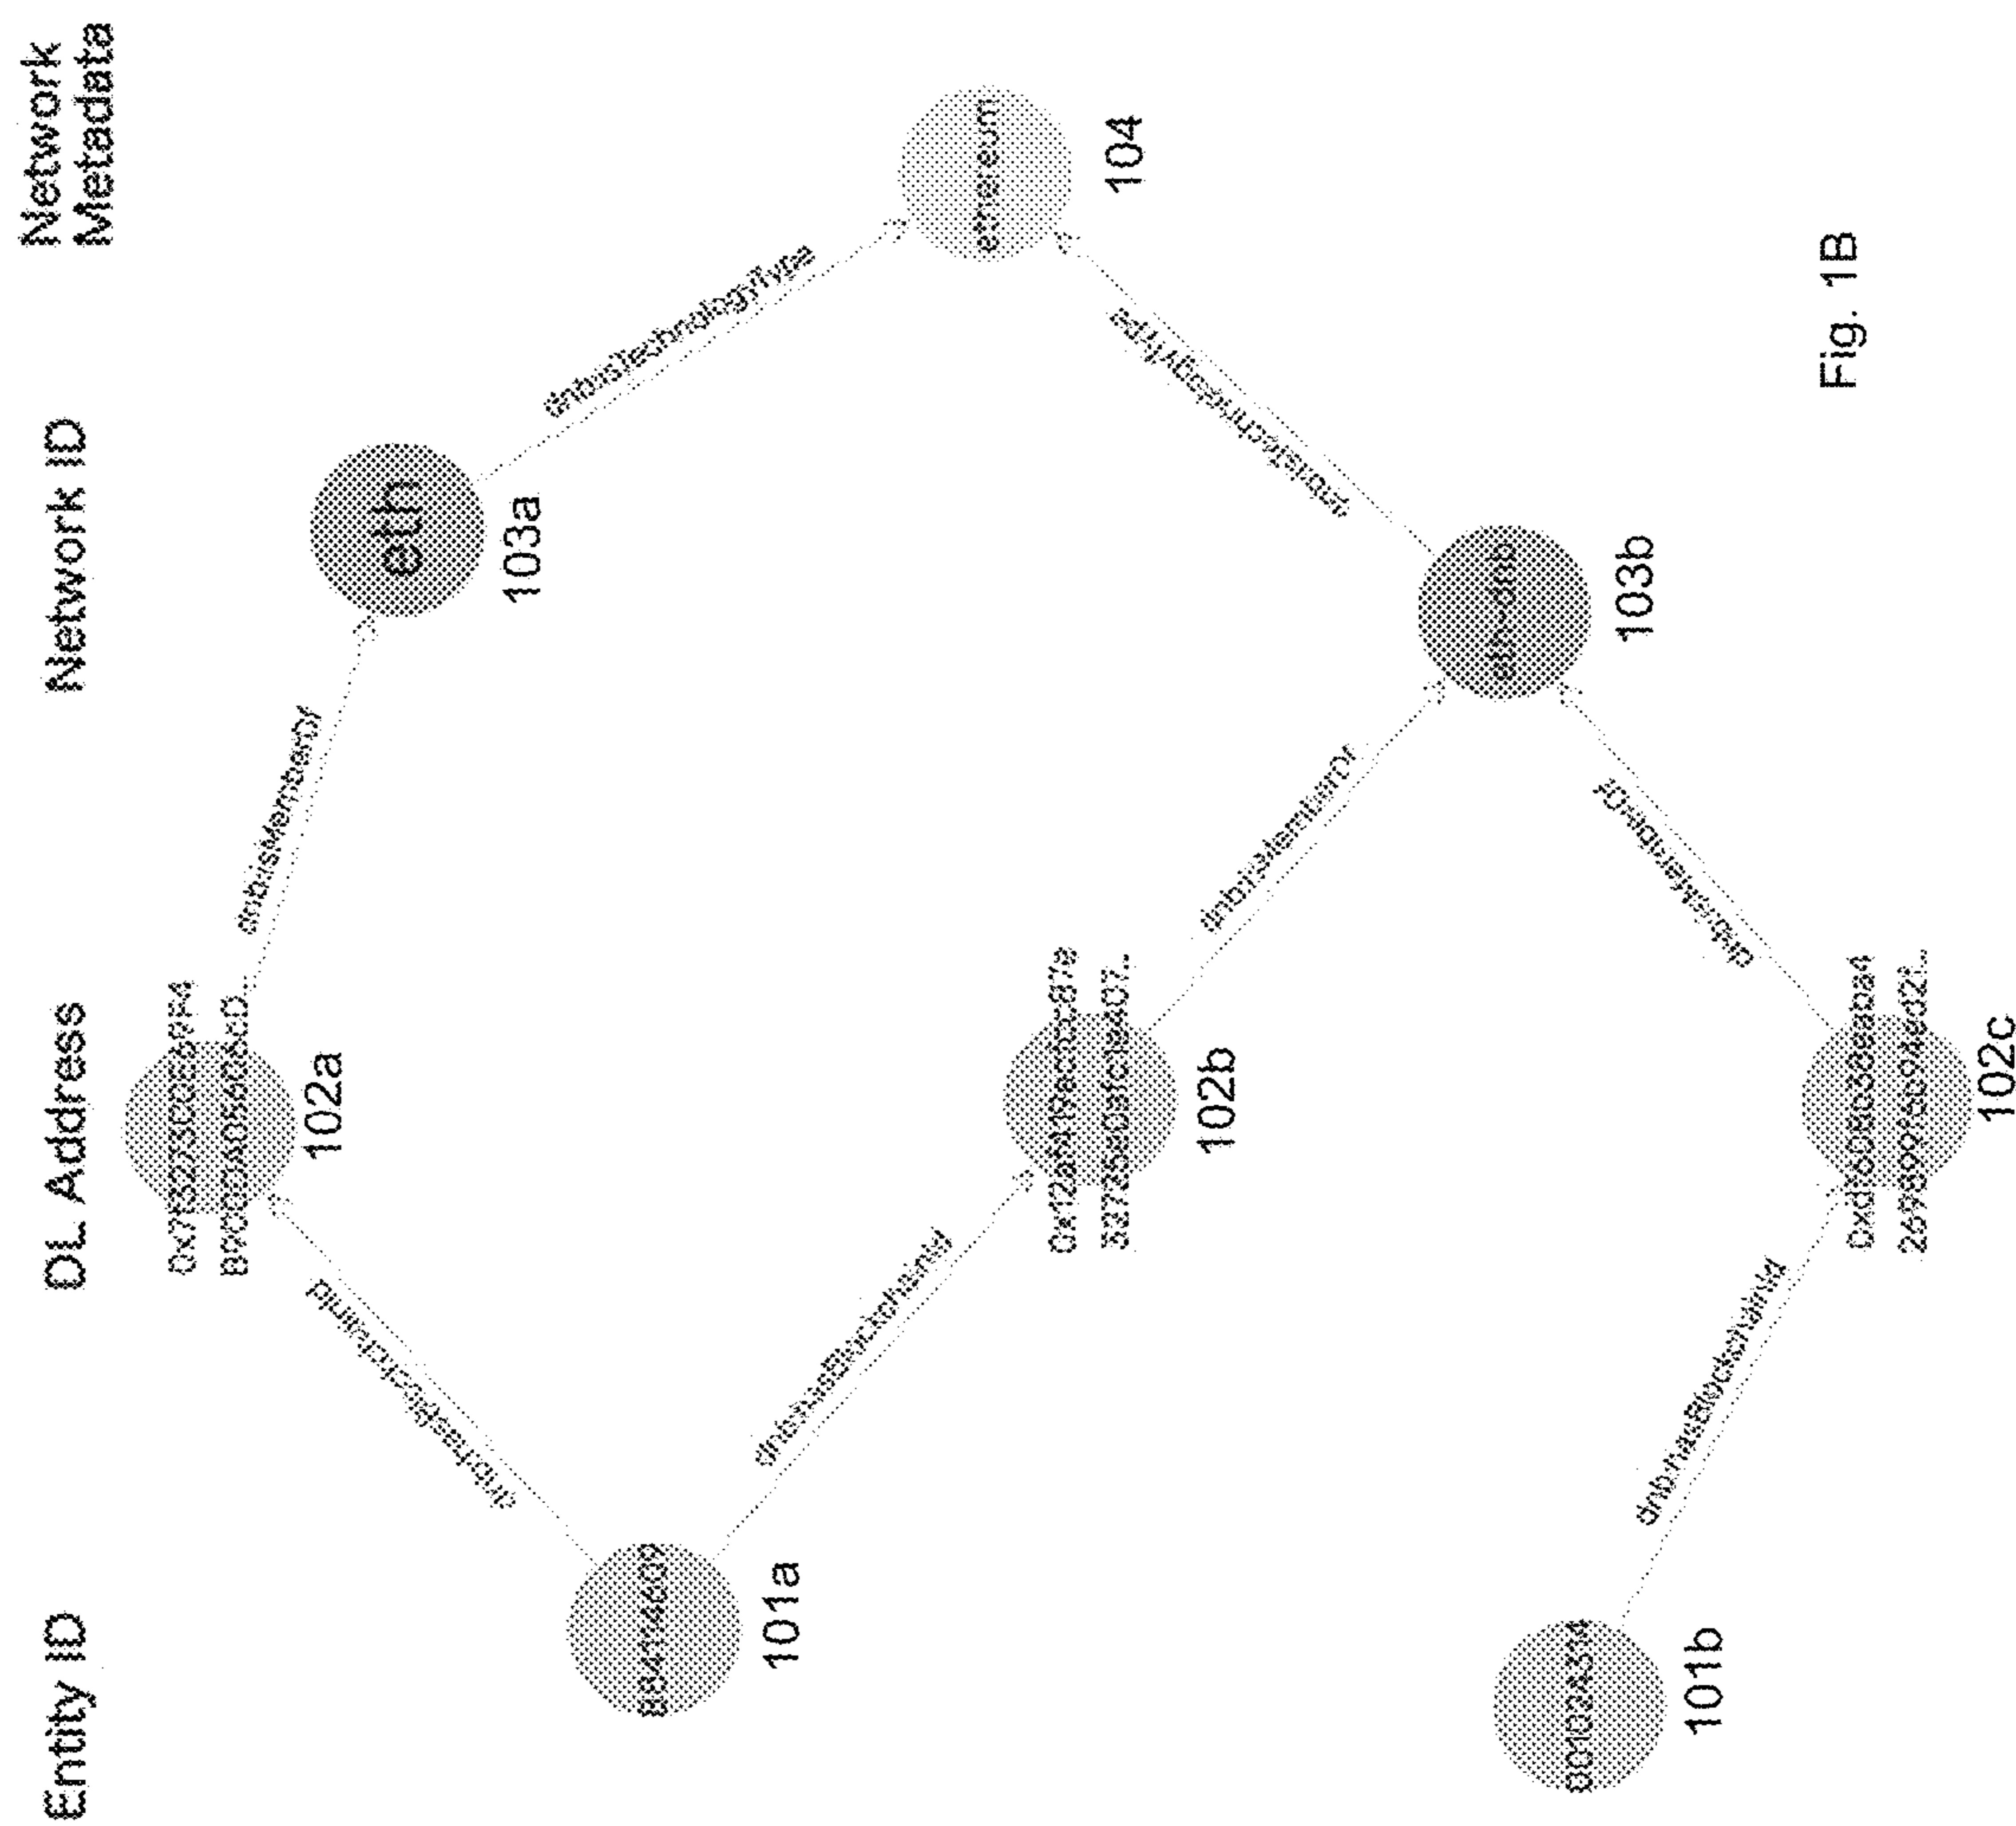 Entity ID
DL Address
Network ID
Network
Metadata
102a
dnb:isMemberOf
eth
103a
dnb:isTechnologyType
ethereum
104
101a
dnb:hasBlockchainId
dnb:hasBlockchainId
102b
dnb:isMemberOf
103b
dnb:isTechnologyType
101b
dnb:hasBlockchainId
102c
dnb:isMemberOf
Fig. 1B